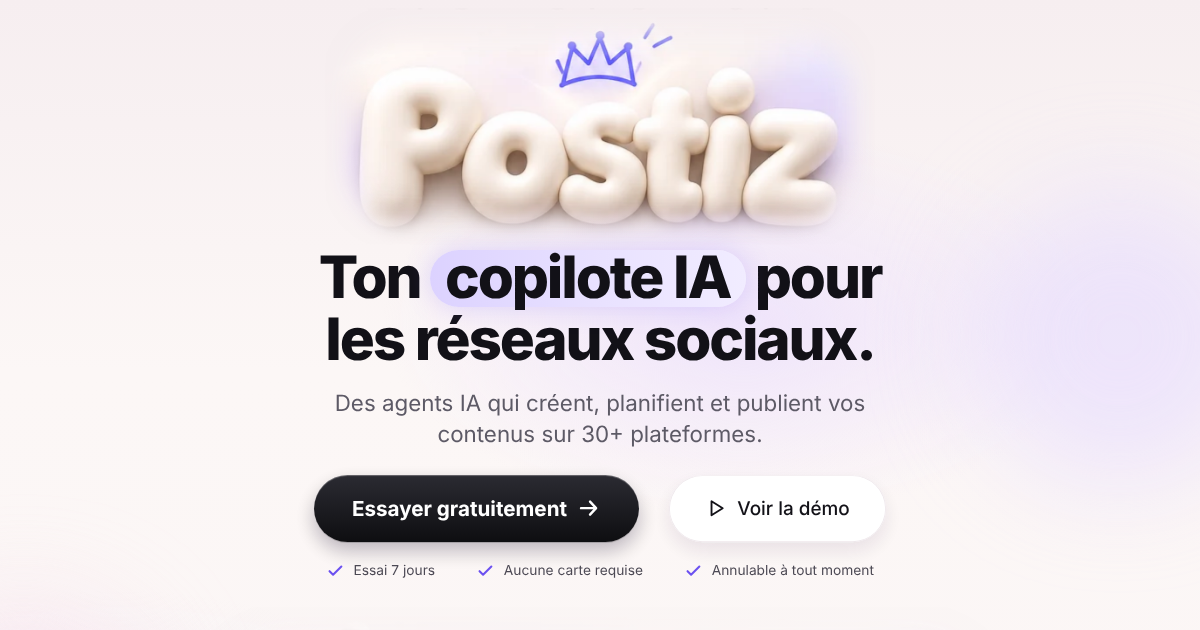 Postiz
Ton copilote IA pour
les réseaux sociaux.
Des agents IA qui créent, planifient et publient vos
contenus sur 30+ plateformes.
Essayer gratuitement →
Voir la démo
Essai 7 jours
Aucune carte requise
Annulable à tout moment